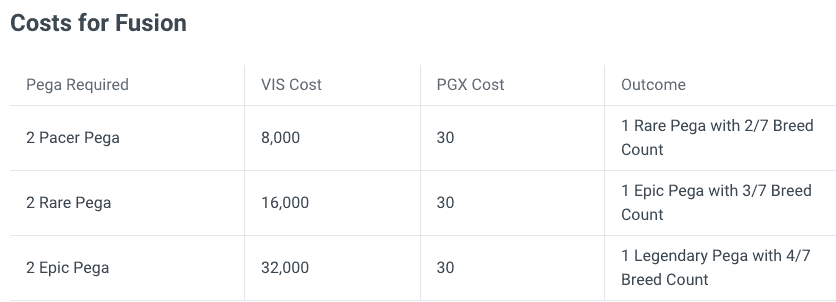 Costs for Fusion
Pega Required VIS Cost PGX Cost Outcome
2 Pacer Pega 8,000 30 1 Rare Pega with 2/7 Breed
Count
2 Rare Pega 16,000 30 1 Epic Pega with 3/7 Breed
Count
2 Epic Pega 32,000 30 1 Legendary Pega with 4/7
Breed Count